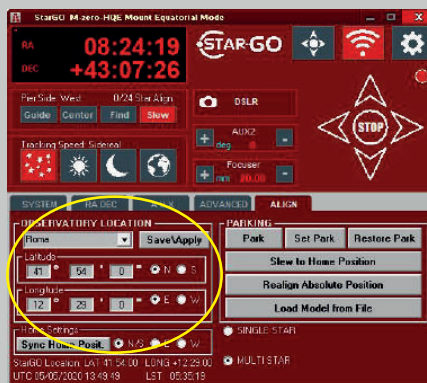 StarGO M-zero-HQE Mount Equatorial Mode
RA 08:24:19
DEC +43:07:26
STAR GO
Pier Side: West 0/24 Star Align.
Guide Center Find Slew
DSLR
Tracking Speed: Sidereal
+ AUX2 -
deg. 0
Focuser
+ mm 20.00 -
STOP
SYSTEM RA DEC ADVANCED ALIGN
OBSERVATORY LOCATION
Rome Save\Apply
Latitude
41 ° 54 ' 0 " N S
Longitude
12 ° 29 ' 0 " E W
Home Settings
Sync Home Posit. N/S E W
StarGO Location: LAT 41:54:00 LONG +12:29:00
UTC 05/05/2020 13:49:49 LST 05:35:19
PARKING
Park Set Park Restore Park
Slew to Home Position
Realign Absolute Position
Load Model from File
SINGLE STAR
MULTI STAR